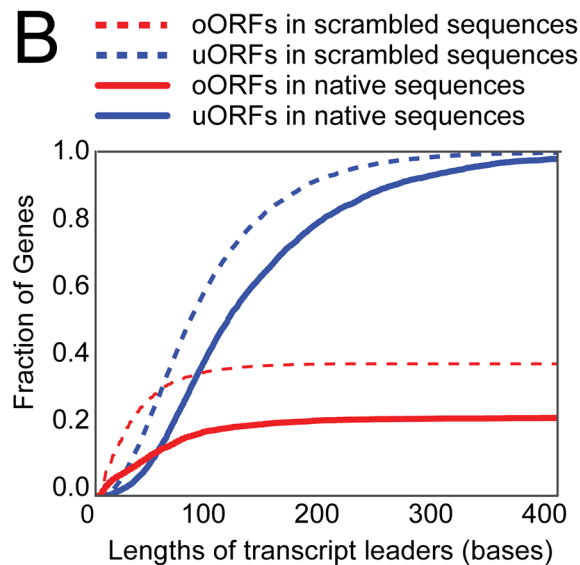 B
oORFs in scrambled sequences
uORFs in scrambled sequences
oORFs in native sequences
uORFs in native sequences
1.0
0.8
0.6
0.4
0.2
0.0
Fraction of Genes
0 100 200 300 400
Lengths of transcript leaders (bases)